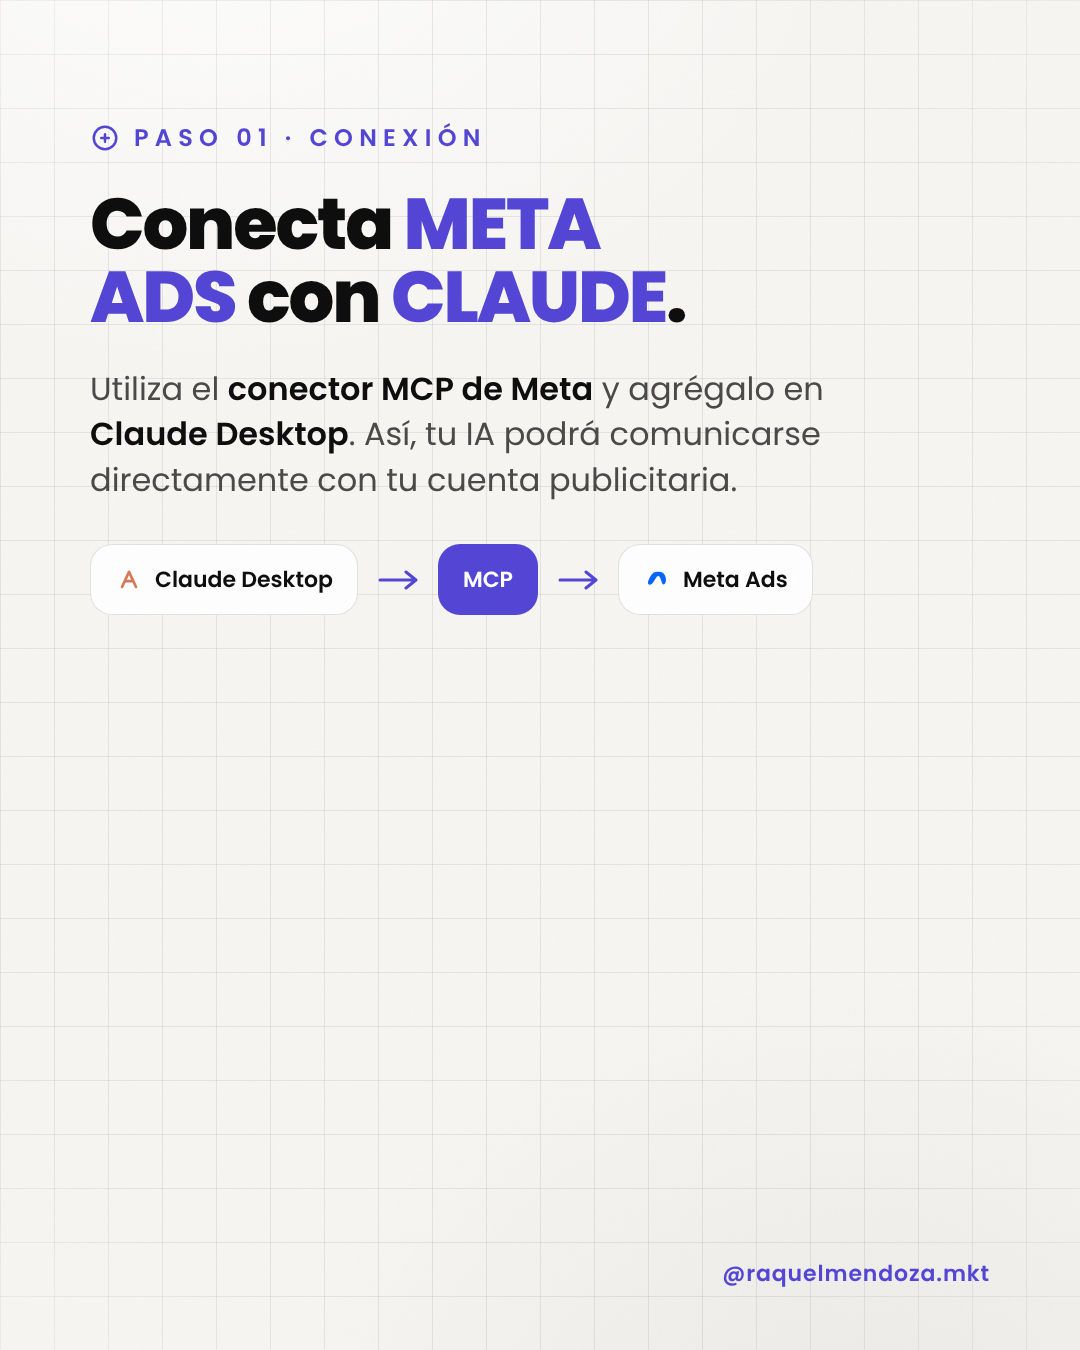 PASO 01 · CONEXIÓN
Conecta META
ADS con CLAUDE.
Utiliza el conector MCP de Meta y agrégalo en
Claude Desktop. Así, tu IA podrá comunicarse
directamente con tu cuenta publicitaria.
Claude Desktop → MCP → Meta Ads
@raquelmendoza.mkt